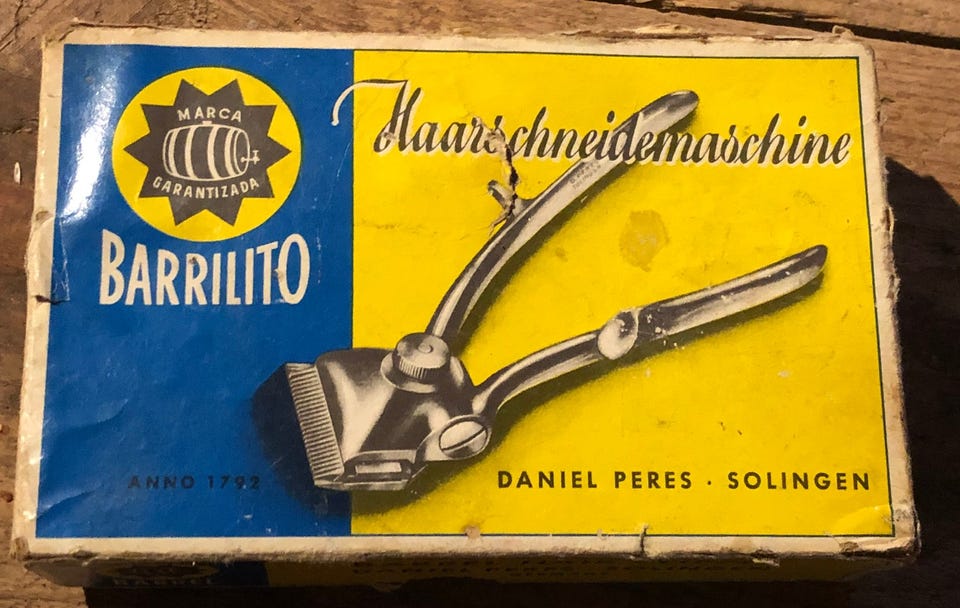 MARCA
GARANTIZADA
BARRILITO
Haarschneidemaschine
ANNO 1792
DANIEL PERES · SOLINGEN